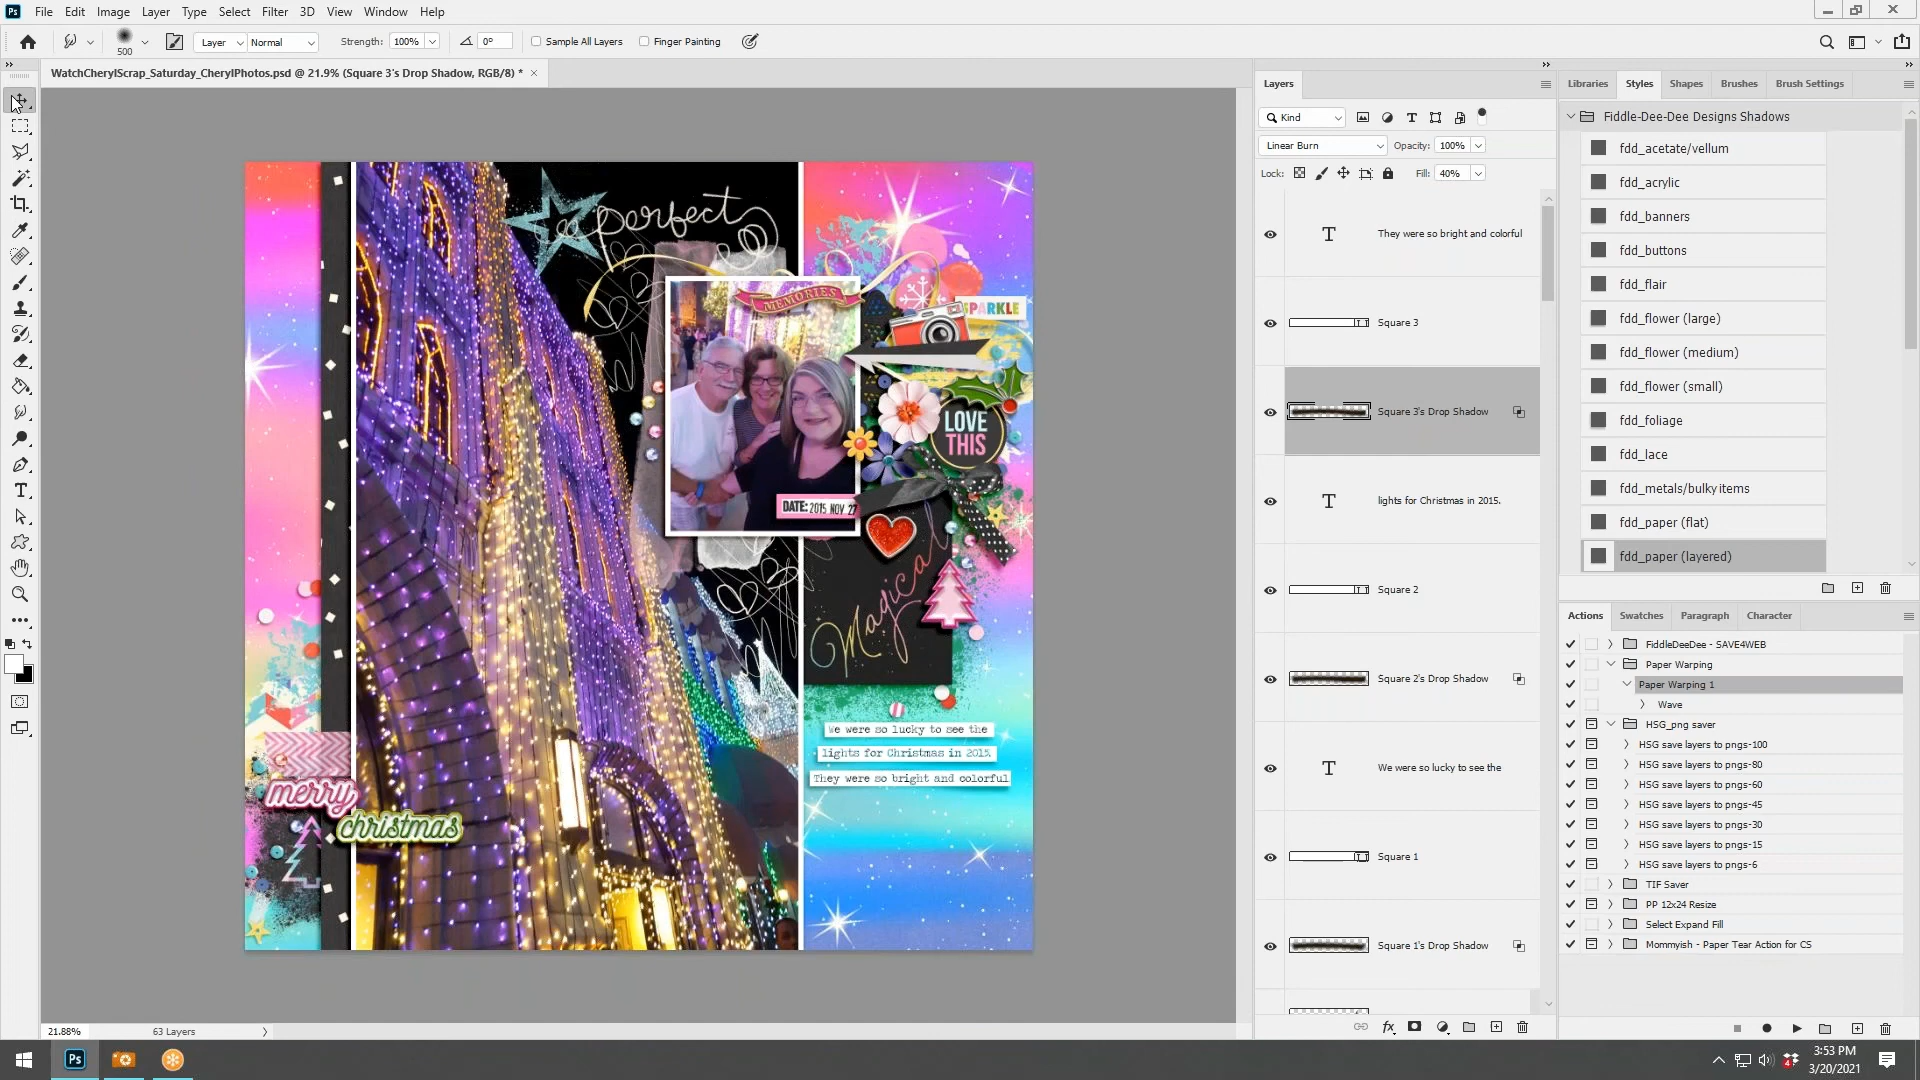 File Edit Image Layer Type Select Filter 3D View Window Help
500 Layer Normal Strength: 100% 0° Sample All Layers Finger Painting
WatchCherylScrap_Saturday_CherylPhotos.psd @ 21.9% (Square 3's Drop Shadow, RGB/8) *
perfect
MEMORIES
SPARKLE
LOVE
THIS
DATE: 2015 NOV 27
Magical
We were so lucky to see the
lights for Christmas in 2015.
They were so bright and colorful
merry
christmas
21.88% 63 Layers
Layers
Kind
Linear Burn Opacity: 100%
Lock: Fill: 40%
They were so bright and colorful
Square 3
Square 3's Drop Shadow
lights for Christmas in 2015.
Square 2
Square 2's Drop Shadow
We were so lucky to see the
Square 1
Square 1's Drop Shadow
Libraries Styles Shapes Brushes Brush Settings
Fiddle-Dee-Dee Designs Shadows
fdd_acetate/vellum
fdd_acrylic
fdd_banners
fdd_buttons
fdd_flair
fdd_flower (large)
fdd_flower (medium)
fdd_flower (small)
fdd_foliage
fdd_lace
fdd_metals/bulky items
fdd_paper (flat)
fdd_paper (layered)
Actions Swatches Paragraph Character
FiddleDeeDee - SAVE4WEB
Paper Warping
Paper Warping 1
Wave
HSG_png saver
HSG save layers to pngs-100
HSG save layers to pngs-80
HSG save layers to pngs-60
HSG save layers to pngs-45
HSG save layers to pngs-30
HSG save layers to pngs-15
HSG save layers to pngs-6
TIF Saver
PP 12x24 Resize
Select Expand Fill
Mommyish - Paper Tear Action for CS
Ps
3:53 PM
3/20/2021